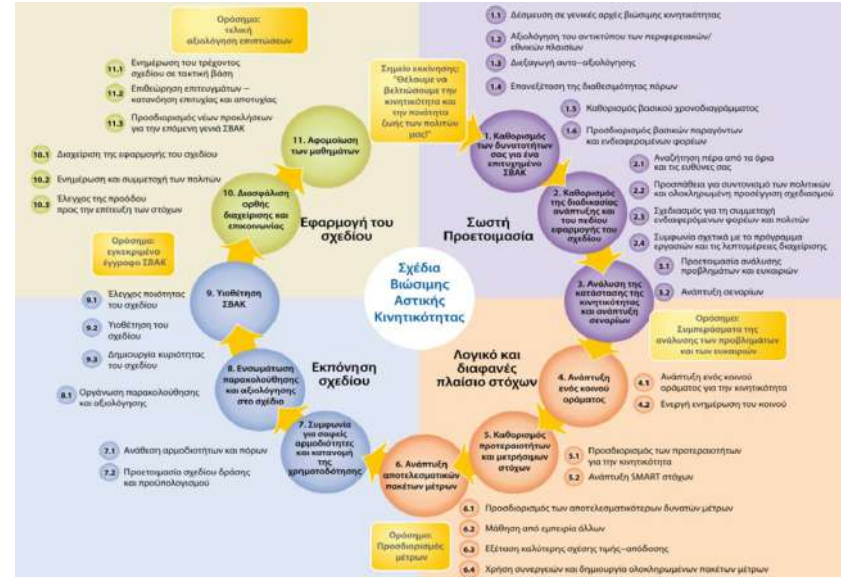 Ορόσημο:
τελική
αξιολόγηση επιπτώσεων
11.1 Ενημέρωση του τρέχοντος
σχεδίου σε τακτική βάση
11.2 Επιθεώρηση επιτευγμάτων –
κατανόηση επιτυχίας και αποτυχίας
11.3 Προσδιορισμός νέων προκλήσεων
για την επόμενη γενιά ΣΒΑΚ
10.1 Διαχείριση της εφαρμογής του σχεδίου
10.2 Ενημέρωση και συμμετοχή των πολιτών
10.3 Έλεγχος της προόδου
προς την επίτευξη των στόχων
11. Αφομοίωση
των μαθημάτων
10. Διασφάλιση
ορθής
διαχείρισης και
επικοινωνίας
Εφαρμογή του
σχεδίου
Σημείο εκκίνησης:
"Θέλουμε να
βελτιώσουμε την
κινητικότητα και
την ποιότητα
ζωής των πολιτών
μας!"
1.1 Δέσμευση σε γενικές αρχές βιώσιμης κινητικότητας
1.2 Αξιολόγηση του αντικτύπου των περιφερειακών/
εθνικών πλαισίων
1.3 Διεξαγωγή αυτο–αξιολόγησης
1.4 Επανεξέταση της διαθεσιμότητας πόρων
1.5 Καθορισμός βασικού χρονοδιαγράμματος
1.6 Προσδιορισμός βασικών παραγόντων
και ενδιαφερομένων φορέων
1. Καθορισμός
των δυνατοτήτων
σας για ένα
επιτυχημένο
ΣΒΑΚ
2.1 Αναζήτηση πέρα από τα όρια
και τις ευθύνες σας
2.2 Προσπάθεια για συντονισμό των πολιτικών
και ολοκληρωμένη προσέγγιση σχεδιασμού
2.3 Σχεδιασμός για τη συμμετοχή
ενδιαφερόμενων φορέων και πολιτών
2.4 Συμφωνία σχετικά με το πρόγραμμα
εργασιών και τις λεπτομέρειες διαχείρισης
2. Καθορισμός
της διαδικασίας
ανάπτυξης και
του πεδίου
εφαρμογής του
σχεδίου
Σωστή
Προετοιμασία
3.1 Προετοιμασία ανάλυσης
προβλημάτων και ευκαιριών
3.2 Ανάπτυξη σεναρίων
3. Ανάλυση της
κατάστασης της
κινητικότητας
και ανάπτυξη
σεναρίων
Σχέδια
Βιώσιμης
Αστικής
Κινητικότητας
Ορόσημο:
εγκεκριμένο
έγγραφο ΣΒΑΚ
9.1 Έλεγχος ποιότητας
του σχεδίου
9.2 Υιοθέτηση του
σχεδίου
9.3 Δημιουργία κυριότητας
του σχεδίου
9. Υιοθέτηση
ΣΒΑΚ
8.1 Οργάνωση παρακολούθησης
και αξιολόγησης
8. Ενσωμάτωση
παρακολούθησης
και αξιολόγησης
στο σχέδιο
Εκπόνηση
σχεδίου
7.1 Ανάθεση αρμοδιοτήτων και πόρων
7.2 Προετοιμασία σχεδίου δράσης
και προϋπολογισμού
7. Συμφωνία
για σαφείς
αρμοδιότητες
και κατανομή
της
χρηματοδότησης
Λογικό και
διαφανές
πλαίσιο στόχων
Ορόσημο:
Συμπεράσματα της
ανάλυσης των προβλημάτων
και των ευκαιριών
4. Ανάπτυξη
ενός κοινού
οράματος
4.1 Ανάπτυξη ενός κοινού
οράματος για την κινητικότητα
4.2 Ενεργή ενημέρωση του κοινού
5. Καθορισμός
προτεραιοτήτων
και μετρήσιμων
στόχων
5.1 Προσδιορισμός των προτεραιοτήτων
για την κινητικότητα
5.2 Ανάπτυξη SMART στόχων
6. Ανάπτυξη
αποτελεσματικών
πακέτων μέτρων
Ορόσημο:
Προσδιορισμός
μέτρων
6.1 Προσδιορισμός των αποτελεσματικότερων δυνατών μέτρων
6.2 Μάθηση από εμπειρία άλλων
6.3 Εξέταση καλύτερης σχέσης τιμής–απόδοσης
6.4 Χρήση συνεργειών και δημιουργία ολοκληρωμένων πακέτων μέτρων